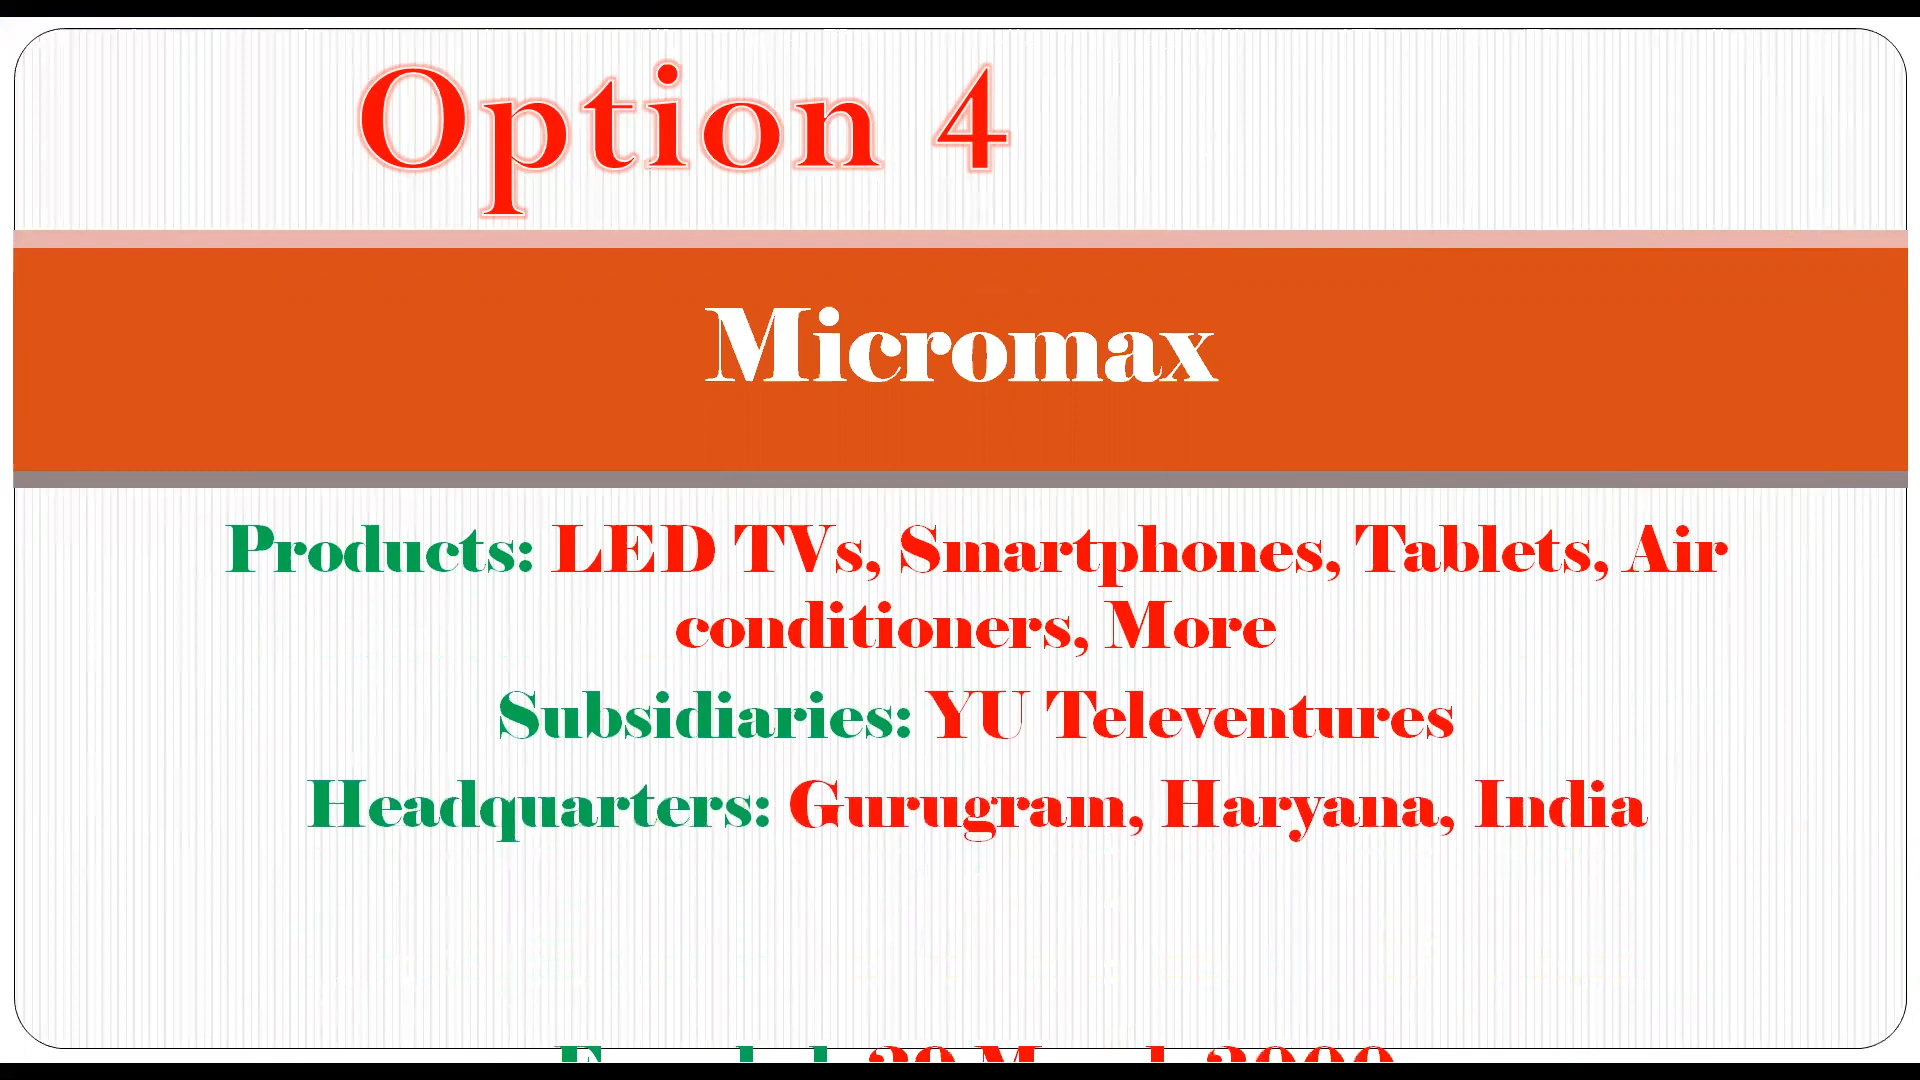 Option 4
Micromax
Products: LED TVs, Smartphones, Tablets, Air
conditioners, More
Subsidiaries: YU Televentures
Headquarters: Gurugram, Haryana, India